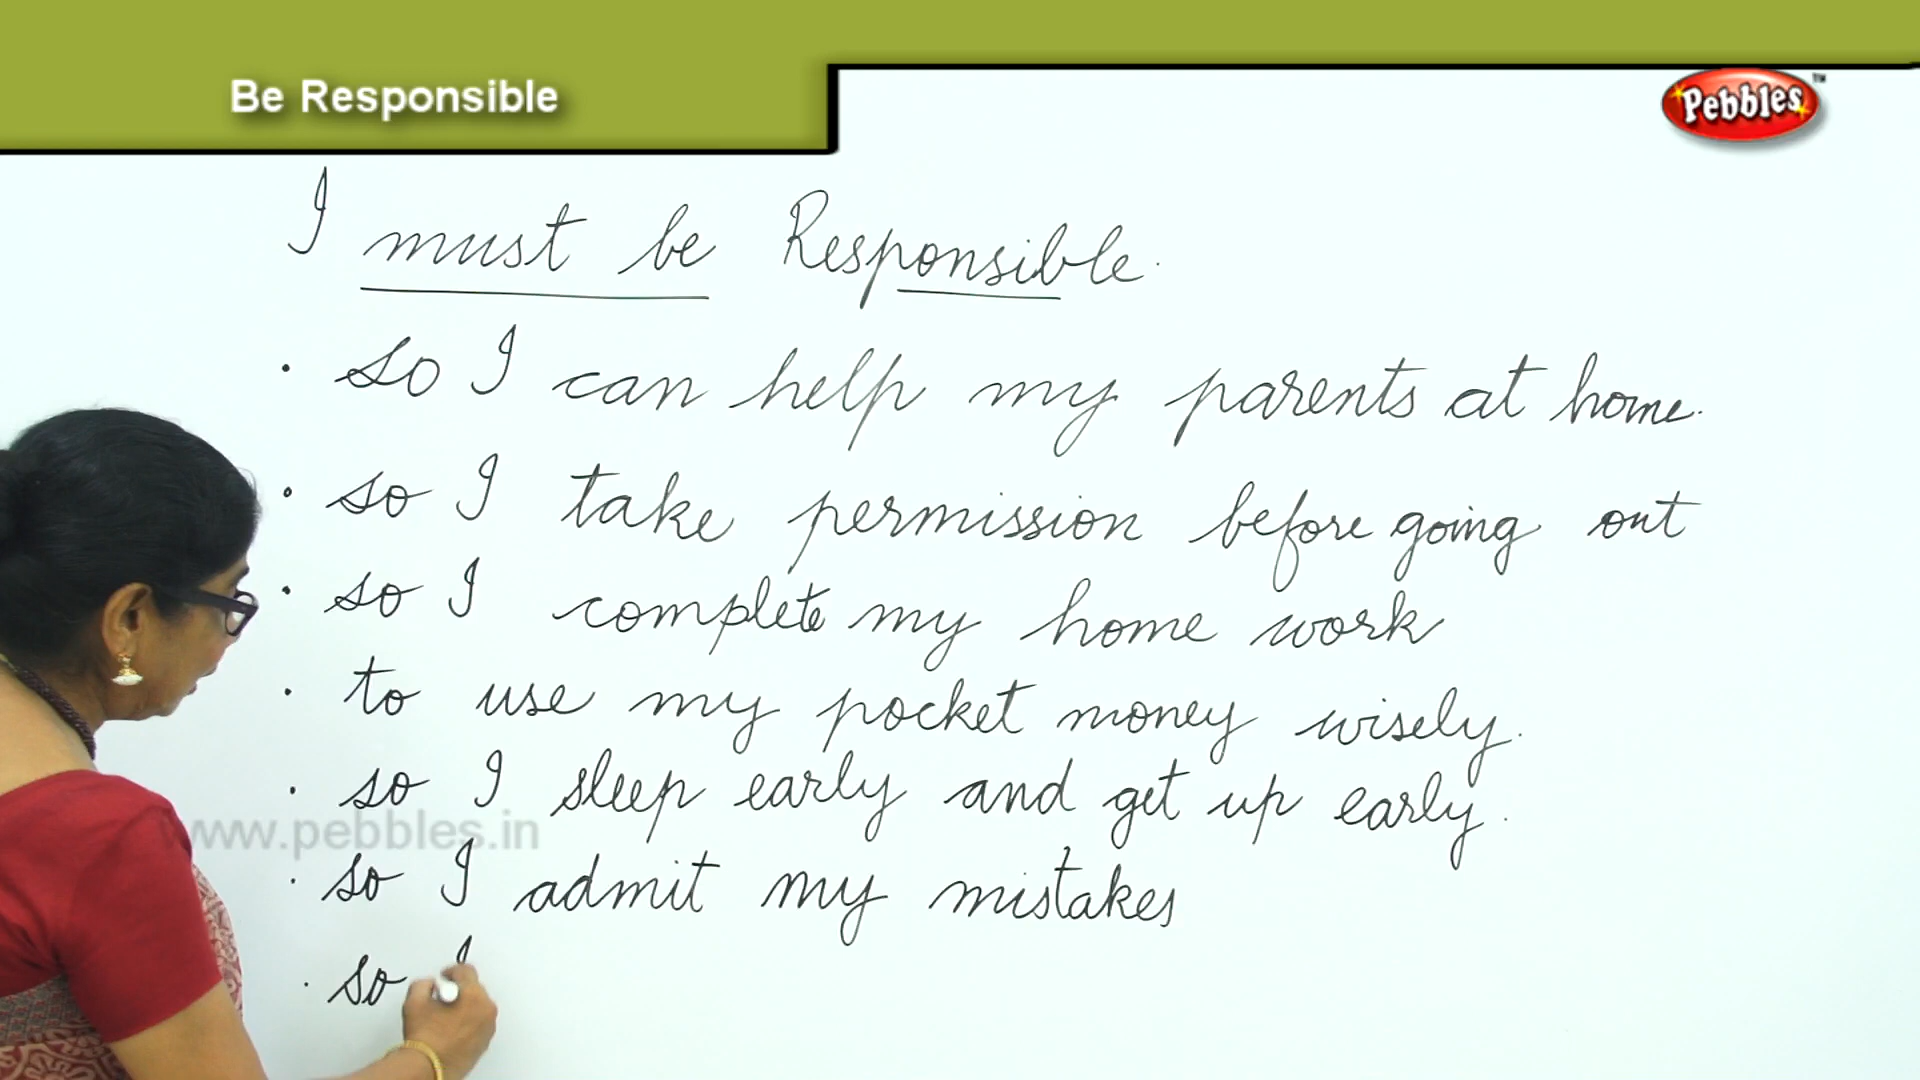 Be Responsible
Pebbles™
I must be Responsible.
· so I can help my parents at home.
· so I take permission before going out
· so I complete my home work
· to use my pocket money wisely.
· so I sleep early and get up early.
www.pebbles.in
· so I admit my mistakes
· so I